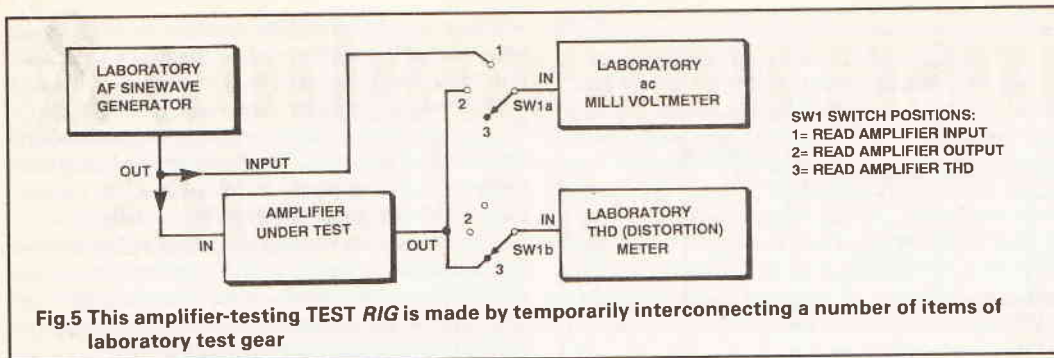 LABORATORY
AF SINEWAVE
GENERATOR
OUT
INPUT
IN
AMPLIFIER
UNDER TEST
OUT
1
2
3
SW1a
IN
LABORATORY
ac
MILLI VOLTMETER
2
3
SW1b
IN
LABORATORY
THD (DISTORTION)
METER
SW1 SWITCH POSITIONS:
1= READ AMPLIFIER INPUT
2= READ AMPLIFIER OUTPUT
3= READ AMPLIFIER THD
Fig.5 This amplifier-testing TEST RIG is made by temporarily interconnecting a number of items of
laboratory test gear